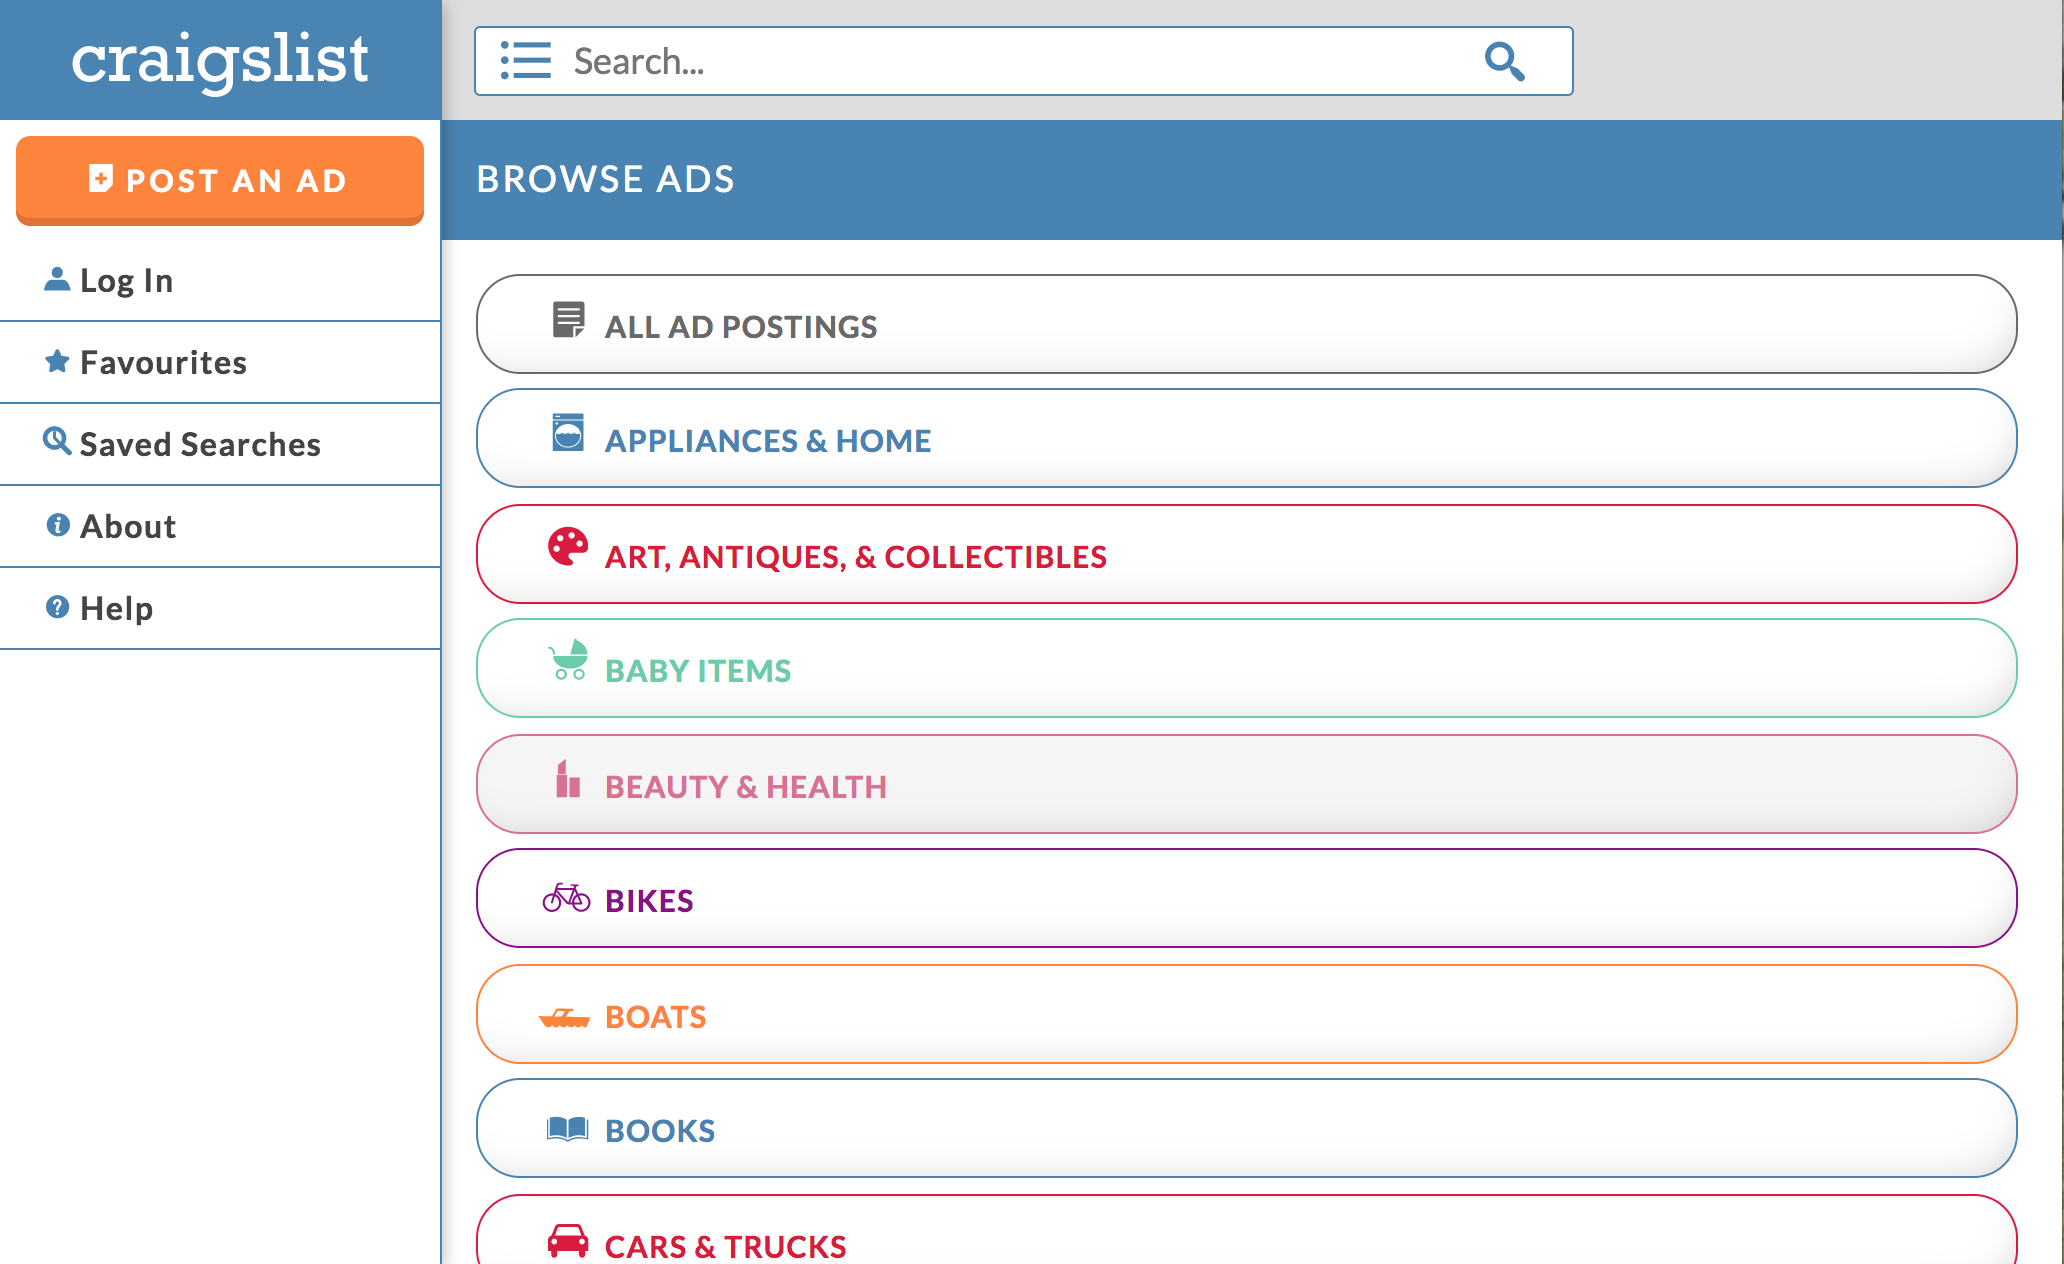 craigslist
POST AN AD
Log In
Favourites
Saved Searches
About
Help
Search...
BROWSE ADS
ALL AD POSTINGS
APPLIANCES & HOME
ART, ANTIQUES, & COLLECTIBLES
BABY ITEMS
BEAUTY & HEALTH
BIKES
BOATS
BOOKS
CARS & TRUCKS